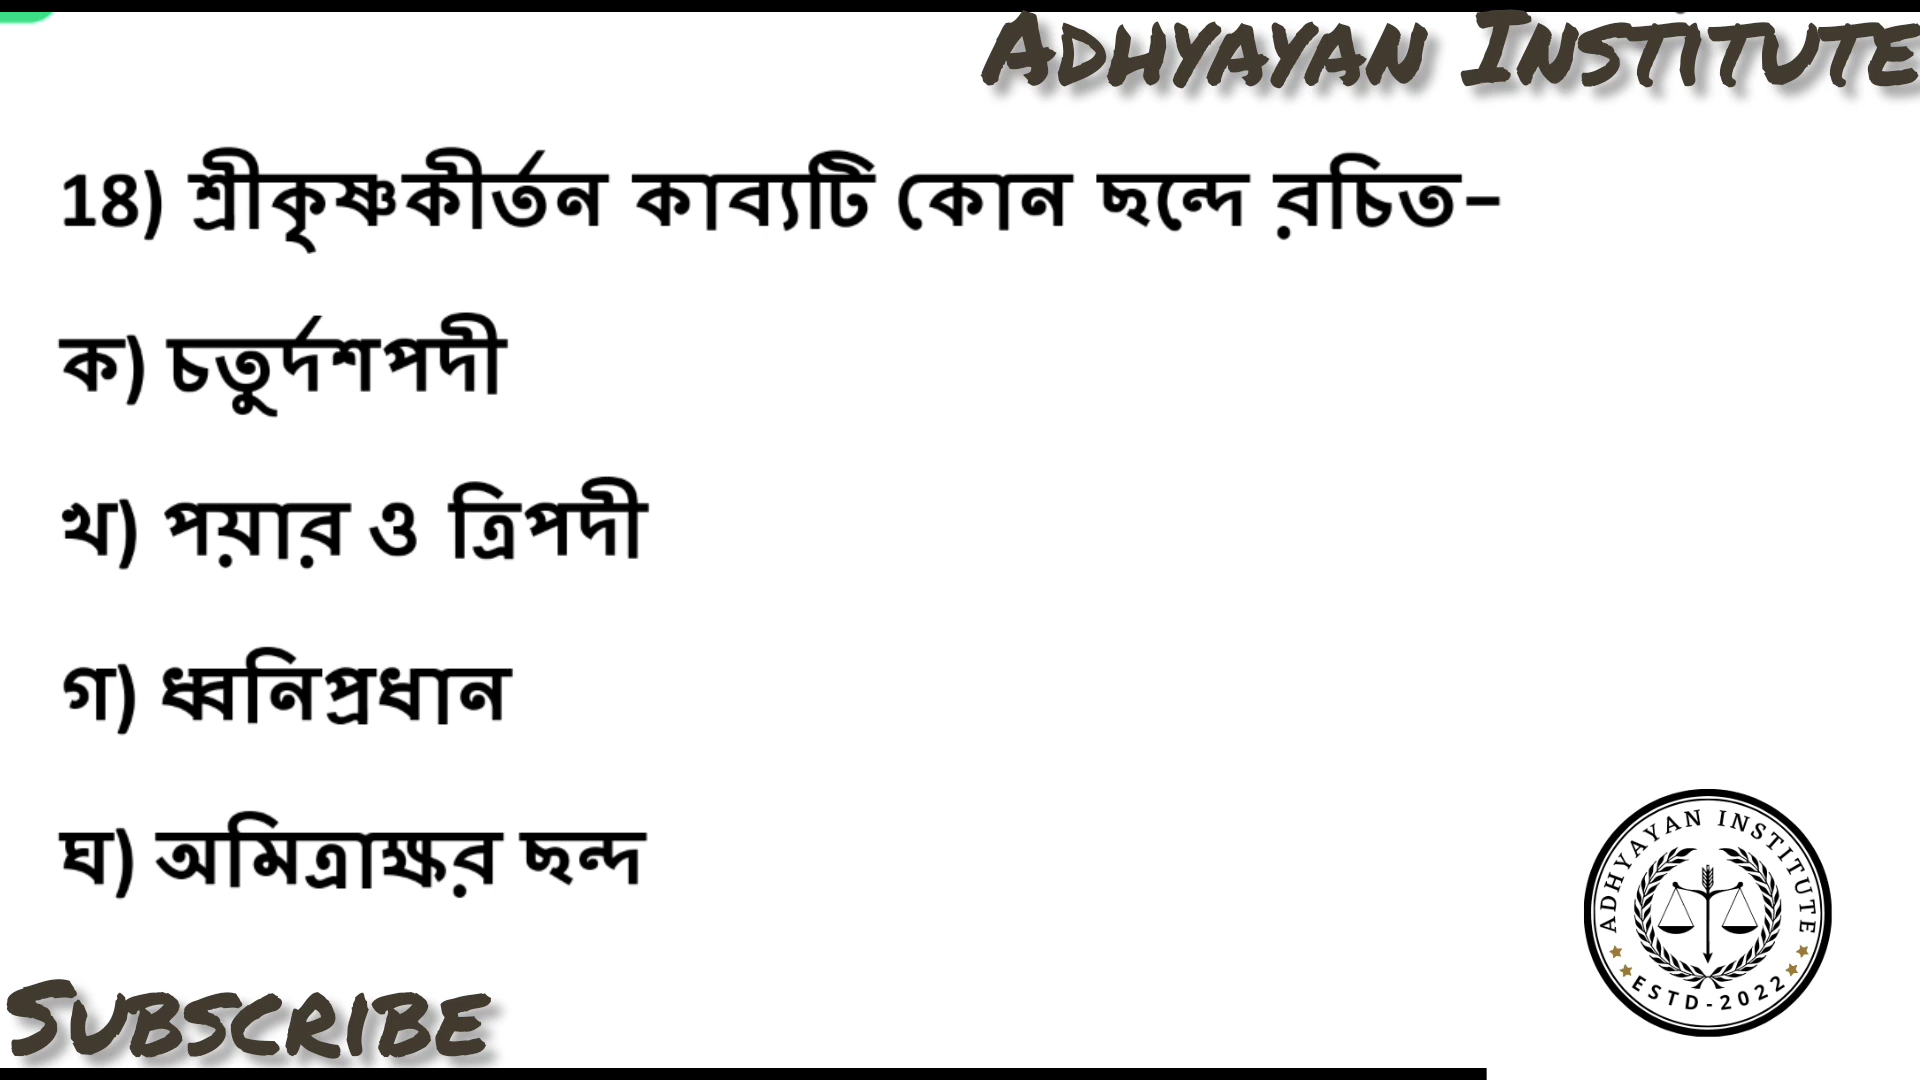 ADHYAYAN INSTITUTE
18) শ্রীকৃষ্ণকীর্তন কাব্যটি কোন ছন্দে রচিত–
ক) চতুর্দশপদী
খ) পয়ার ও ত্রিপদী
গ) ধ্বনিপ্রধান
ঘ) অমিত্রাক্ষর ছন্দ
ADHYAYAN INSTITUTE
ESTD-2022
SUBSCRIBE